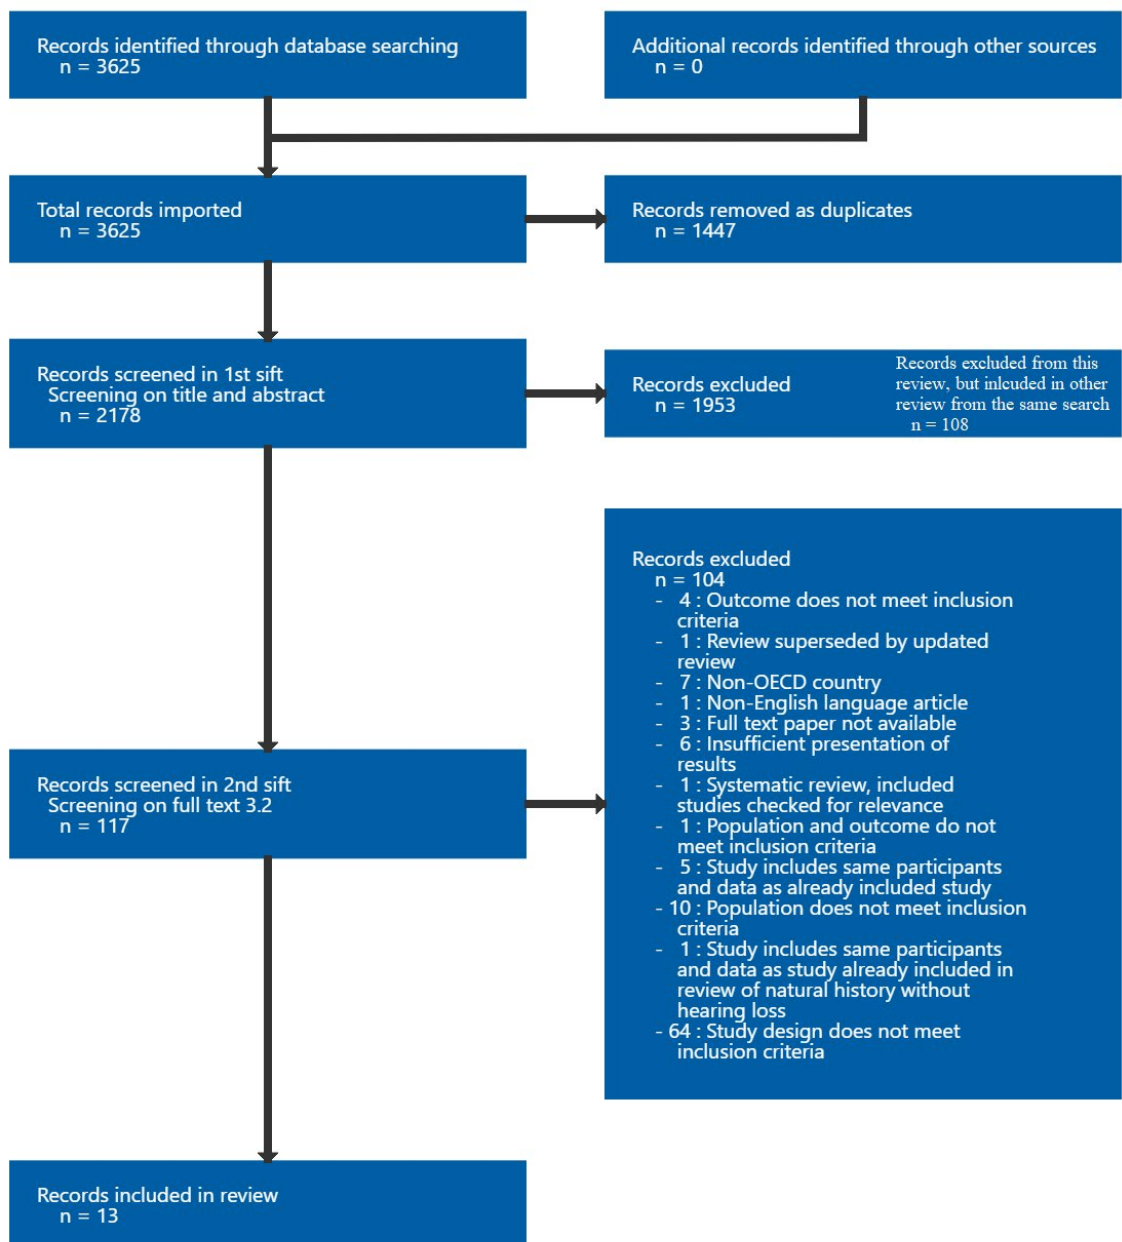 Records identified through database searching
n = 3625
Additional records identified through other sources
n = 0
Total records imported
n = 3625
Records removed as duplicates
n = 1447
Records screened in 1st sift
Screening on title and abstract
n = 2178
Records excluded
n = 1953
Records excluded from this
review, but inlcuded in other
review from the same search
n = 108
Records excluded
n = 104
- 4 : Outcome does not meet inclusion
criteria
- 1 : Review superseded by updated
review
- 7 : Non-OECD country
- 1 : Non-English language article
- 3 : Full text paper not available
- 6 : Insufficient presentation of
results
- 1 : Systematic review, included
studies checked for relevance
- 1 : Population and outcome do not
meet inclusion criteria
- 5 : Study includes same participants
and data as already included study
- 10 : Population does not meet inclusion
criteria
- 1 : Study includes same participants
and data as study already included in
review of natural history without
hearing loss
- 64 : Study design does not meet
inclusion criteria
Records screened in 2nd sift
Screening on full text 3.2
n = 117
Records included in review
n = 13